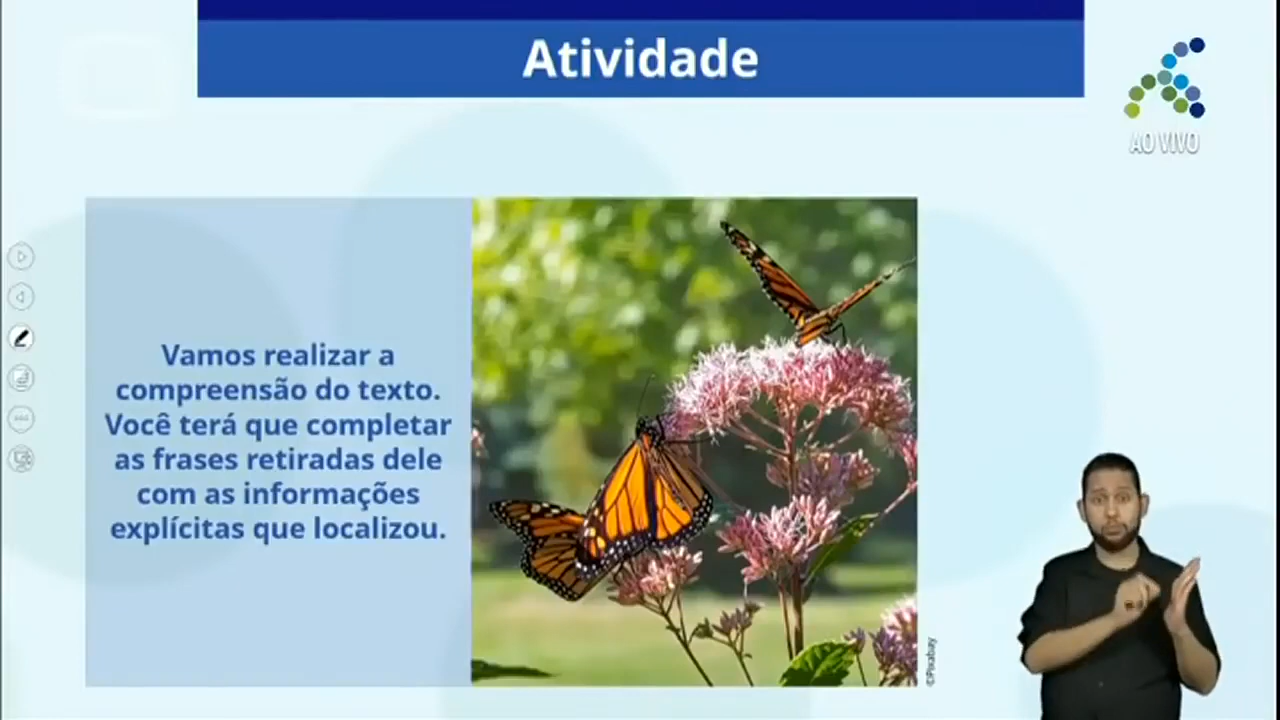 Atividade
AO VIVO
Vamos realizar a
compreensão do texto.
Você terá que completar
as frases retiradas dele
com as informações
explícitas que localizou.
©Pixabay